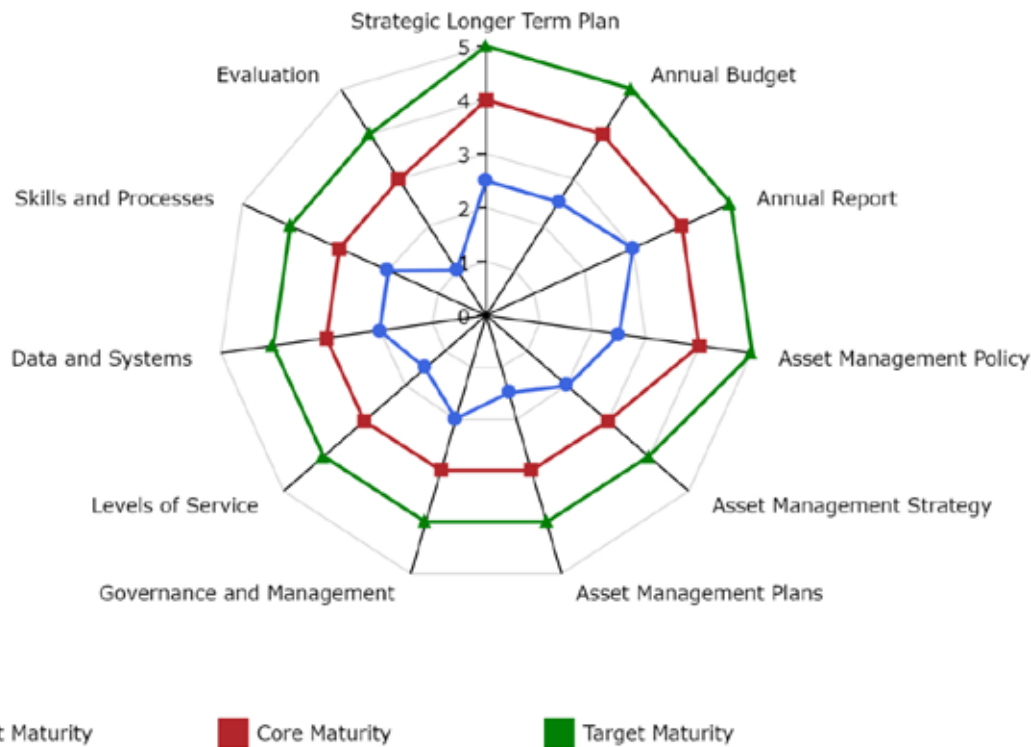 Strategic Longer Term Plan
5
Evaluation
Annual Budget
4
3
Skills and Processes
Annual Report
2
1
0
Data and Systems
Asset Management Policy
Levels of Service
Asset Management Strategy
Governance and Management
Asset Management Plans
t Maturity
Core Maturity
Target Maturity